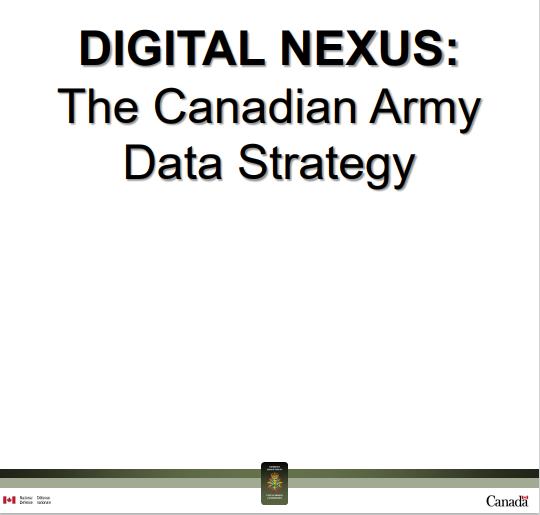 DIGITAL NEXUS:
The Canadian Army
Data Strategy
National Défense
Defence nationale
Canada